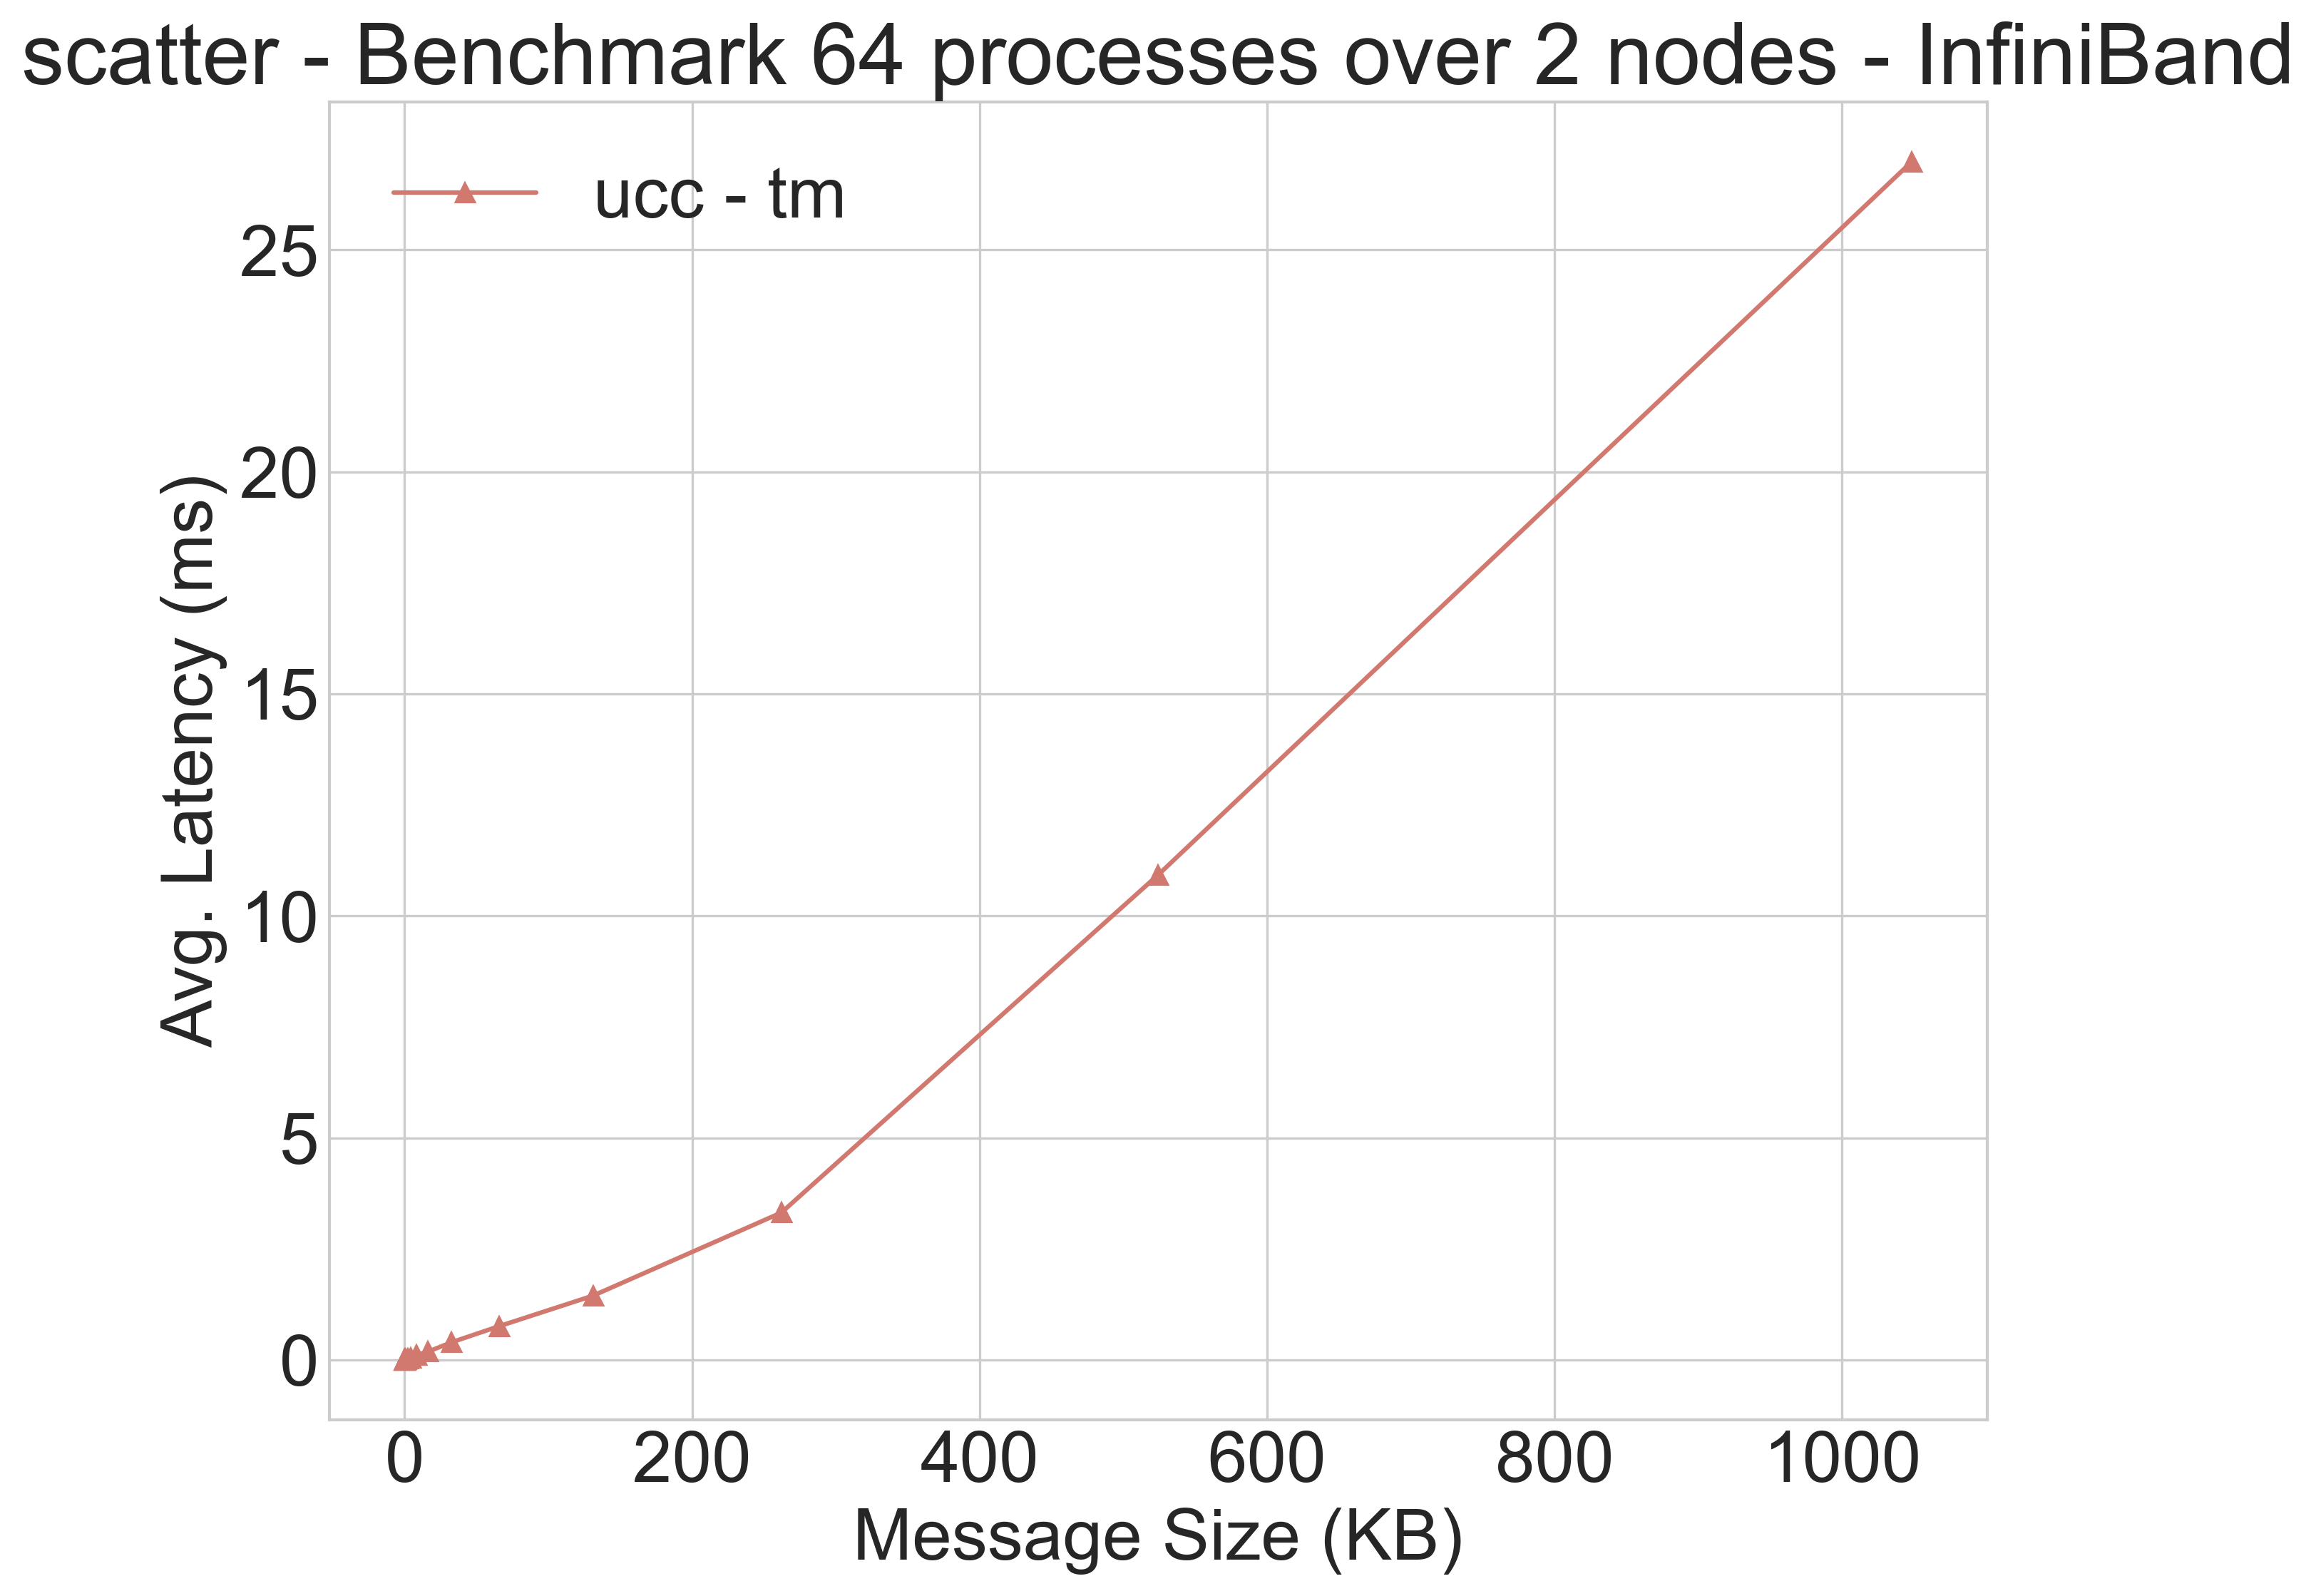 scatter - Benchmark 64 processes over 2 nodes - InfiniBand
ucc - tm
Avg. Latency (ms)
25
20
15
10
5
0
0 200 400 600 800 1000
Message Size (KB)